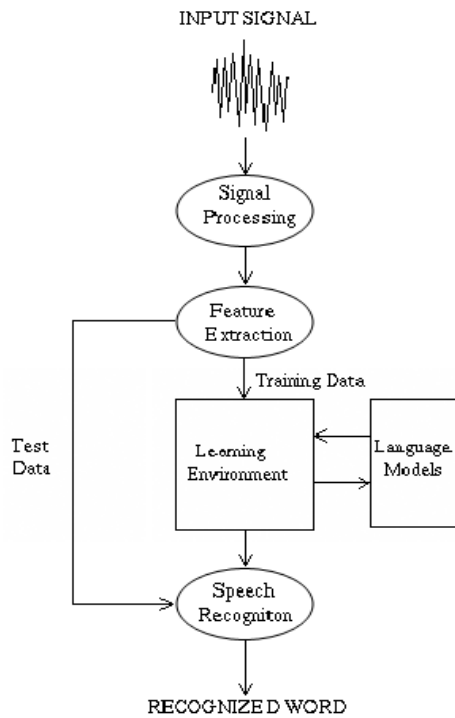 INPUT SIGNAL
Signal
Processing
Feature
Extraction
Training Data
Test
Data
Learning
Environment
Language
Models
Speech
Recogniton
RECOGNIZED WORD